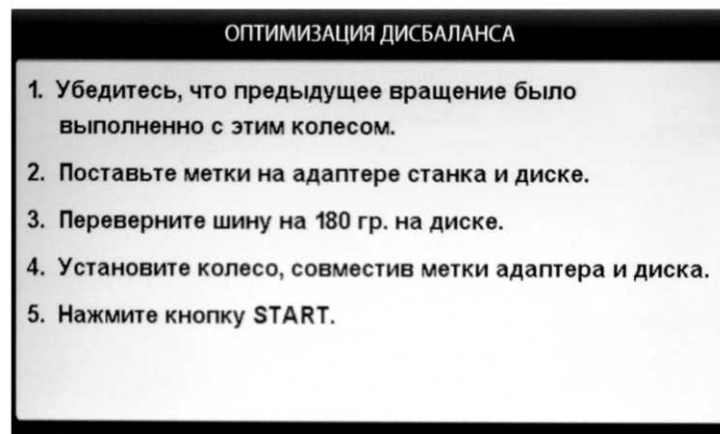 ОПТИМИЗАЦИЯ ДИСБАЛАНСА
1. Убедитесь, что предыдущее вращение было
выполненно с этим колесом.
2. Поставьте метки на адаптере станка и диске.
3. Переверните шину на 180 гр. на диске.
4. Установите колесо, совместив метки адаптера и диска.
5. Нажмите кнопку START.